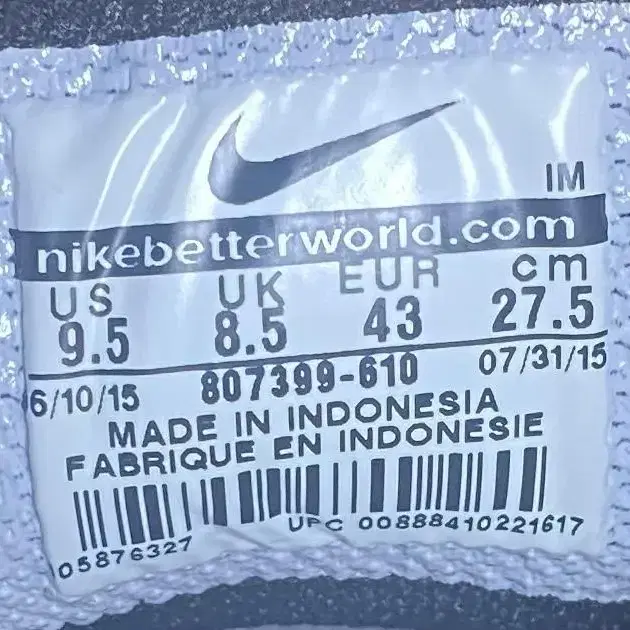 IM
nikebetterworld.com
US UK EUR cm
9.5 8.5 43 27.5
6/10/15 807399-610 07/31/15
MADE IN INDONESIA
FABRIQUE EN INDONESIE
UPC 00888410221617
05876327